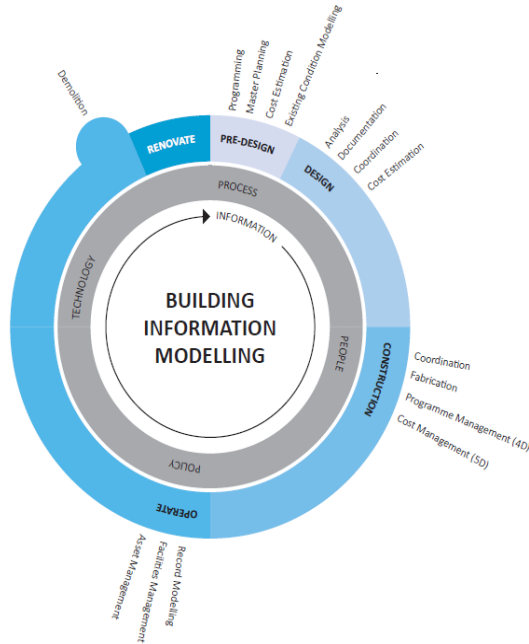 Demolition
RENOVATE
Programming
Master Planning
Cost Estimation
Existing Condition Modelling
PRE-DESIGN
Analysis
Documentation
Coordination
Cost Estimation
DESIGN
PROCESS
INFORMATION
TECHNOLOGY
BUILDING
INFORMATION
MODELLING
PEOPLE
CONSTRUCTION
Coordination
Fabrication
Programme Management (4D)
Cost Management (5D)
POLICY
OPERATE
Record Modelling
Facilities Management
Asset Management